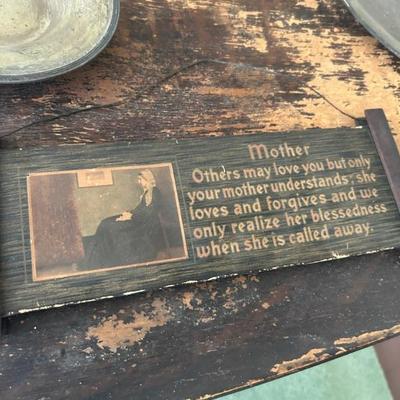 Mother
Others may love you but only
your mother understands; she
loves and forgives and we
only realize her blessedness
when she is called away.